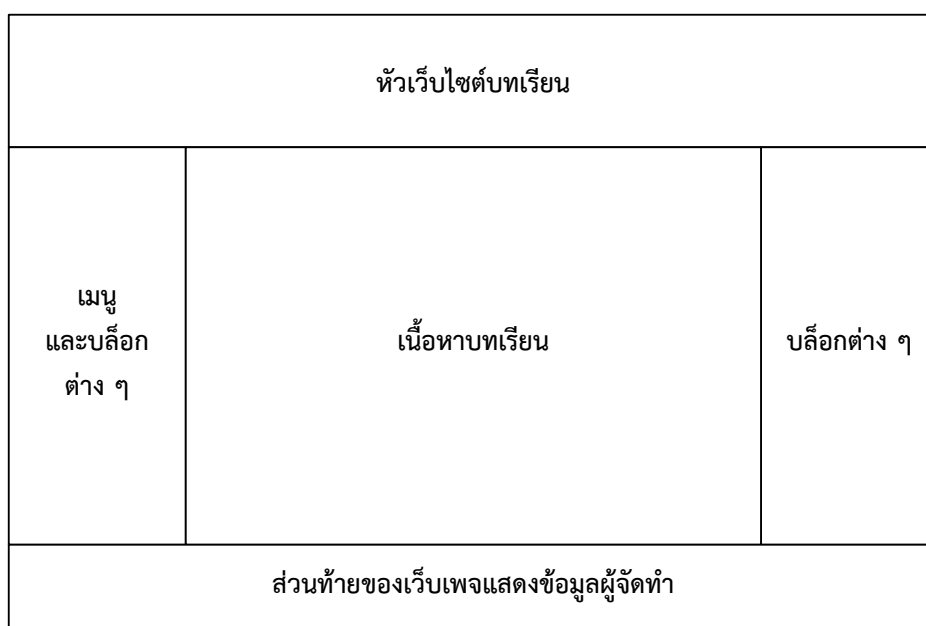 หัวเว็บไซต์บทเรียน
เมนู
และบล็อก
ต่าง ๆ
เนื้อหาบทเรียน
บล็อกต่าง ๆ
ส่วนท้ายของเว็บเพจแสดงข้อมูลผู้จัดทำ